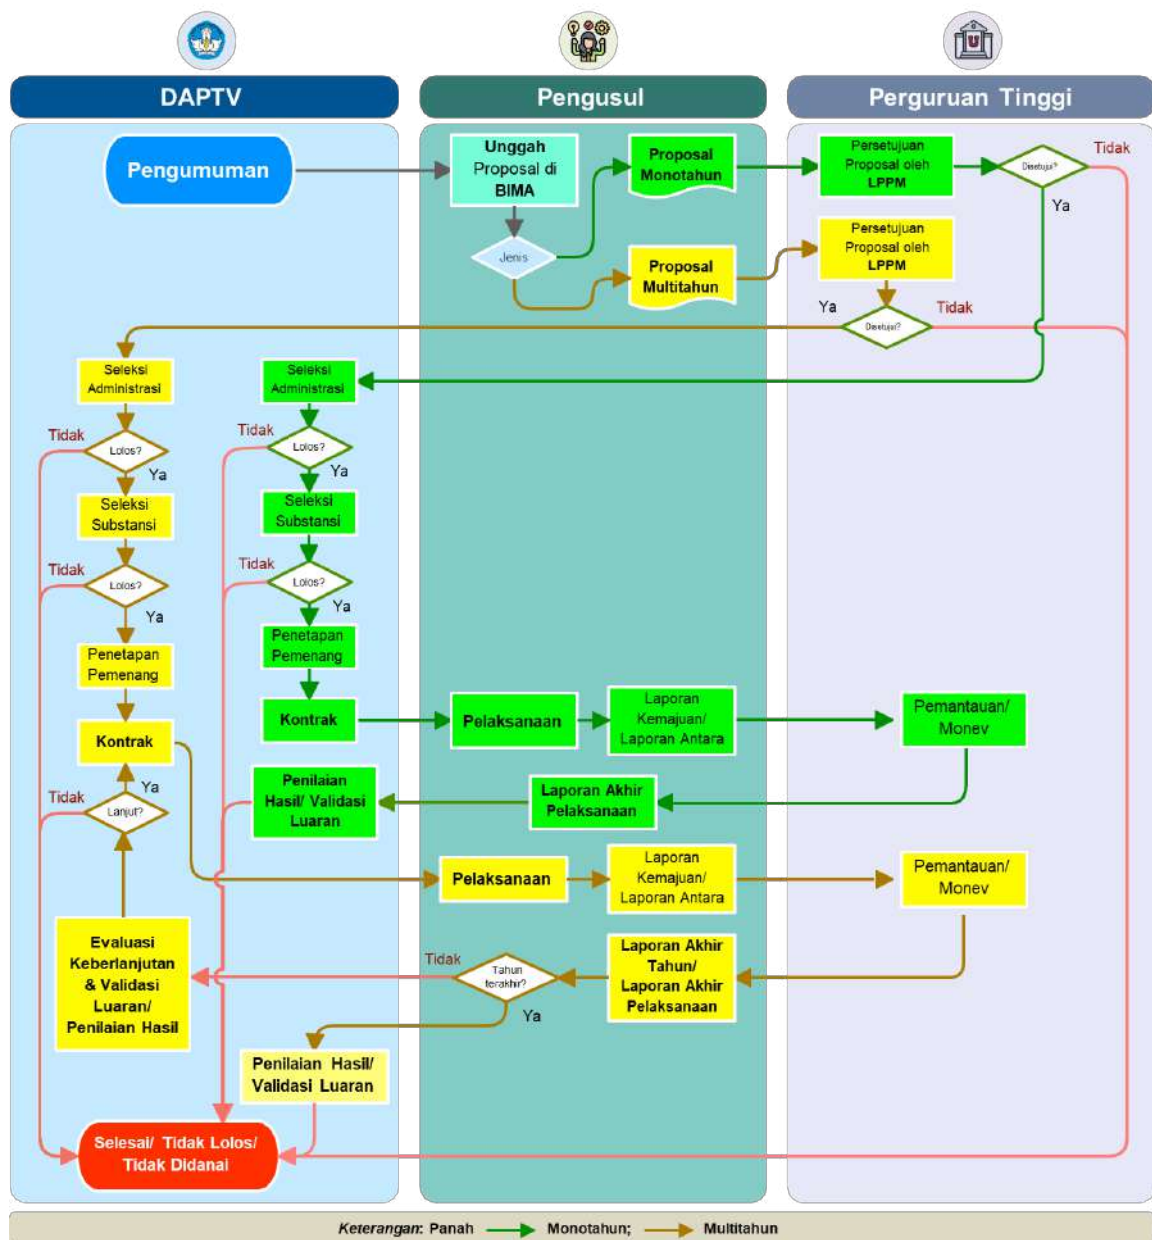 DAPTV
Pengusul
Perguruan Tinggi
Pengumuman
Unggah
Proposal di
BIMA
Jenis
Proposal
Monotahun
Proposal
Multitahun
Persetujuan
Proposal oleh
LPPM
Disetujui?
Tidak
Ya
Persetujuan
Proposal oleh
LPPM
Ya
Disetujui?
Tidak
Seleksi
Administrasi
Tidak
Lolos?
Ya
Seleksi
Substansi
Tidak
Lolos?
Ya
Penetapan
Pemenang
Kontrak
Tidak
Ya
Lanjut?
Seleksi
Administrasi
Tidak
Lolos?
Ya
Seleksi
Substansi
Tidak
Lolos?
Ya
Penetapan
Pemenang
Kontrak
Pelaksanaan
Laporan
Kemajuan/
Laporan Antara
Pemantauan/
Monev
Penilaian
Hasil/ Validasi
Luaran
Laporan Akhir
Pelaksanaan
Pelaksanaan
Laporan
Kemajuan/
Laporan Antara
Pemantauan/
Monev
Evaluasi
Keberlanjutan
& Validasi
Luaran/
Penilaian Hasil
Tidak
Tahun
terakhir?
Ya
Laporan Akhir
Tahun/
Laporan Akhir
Pelaksanaan
Penilaian Hasil/
Validasi Luaran
Selesai/ Tidak Lolos/
Tidak Didanai
Keterangan: Panah Monotahun; Multitahun